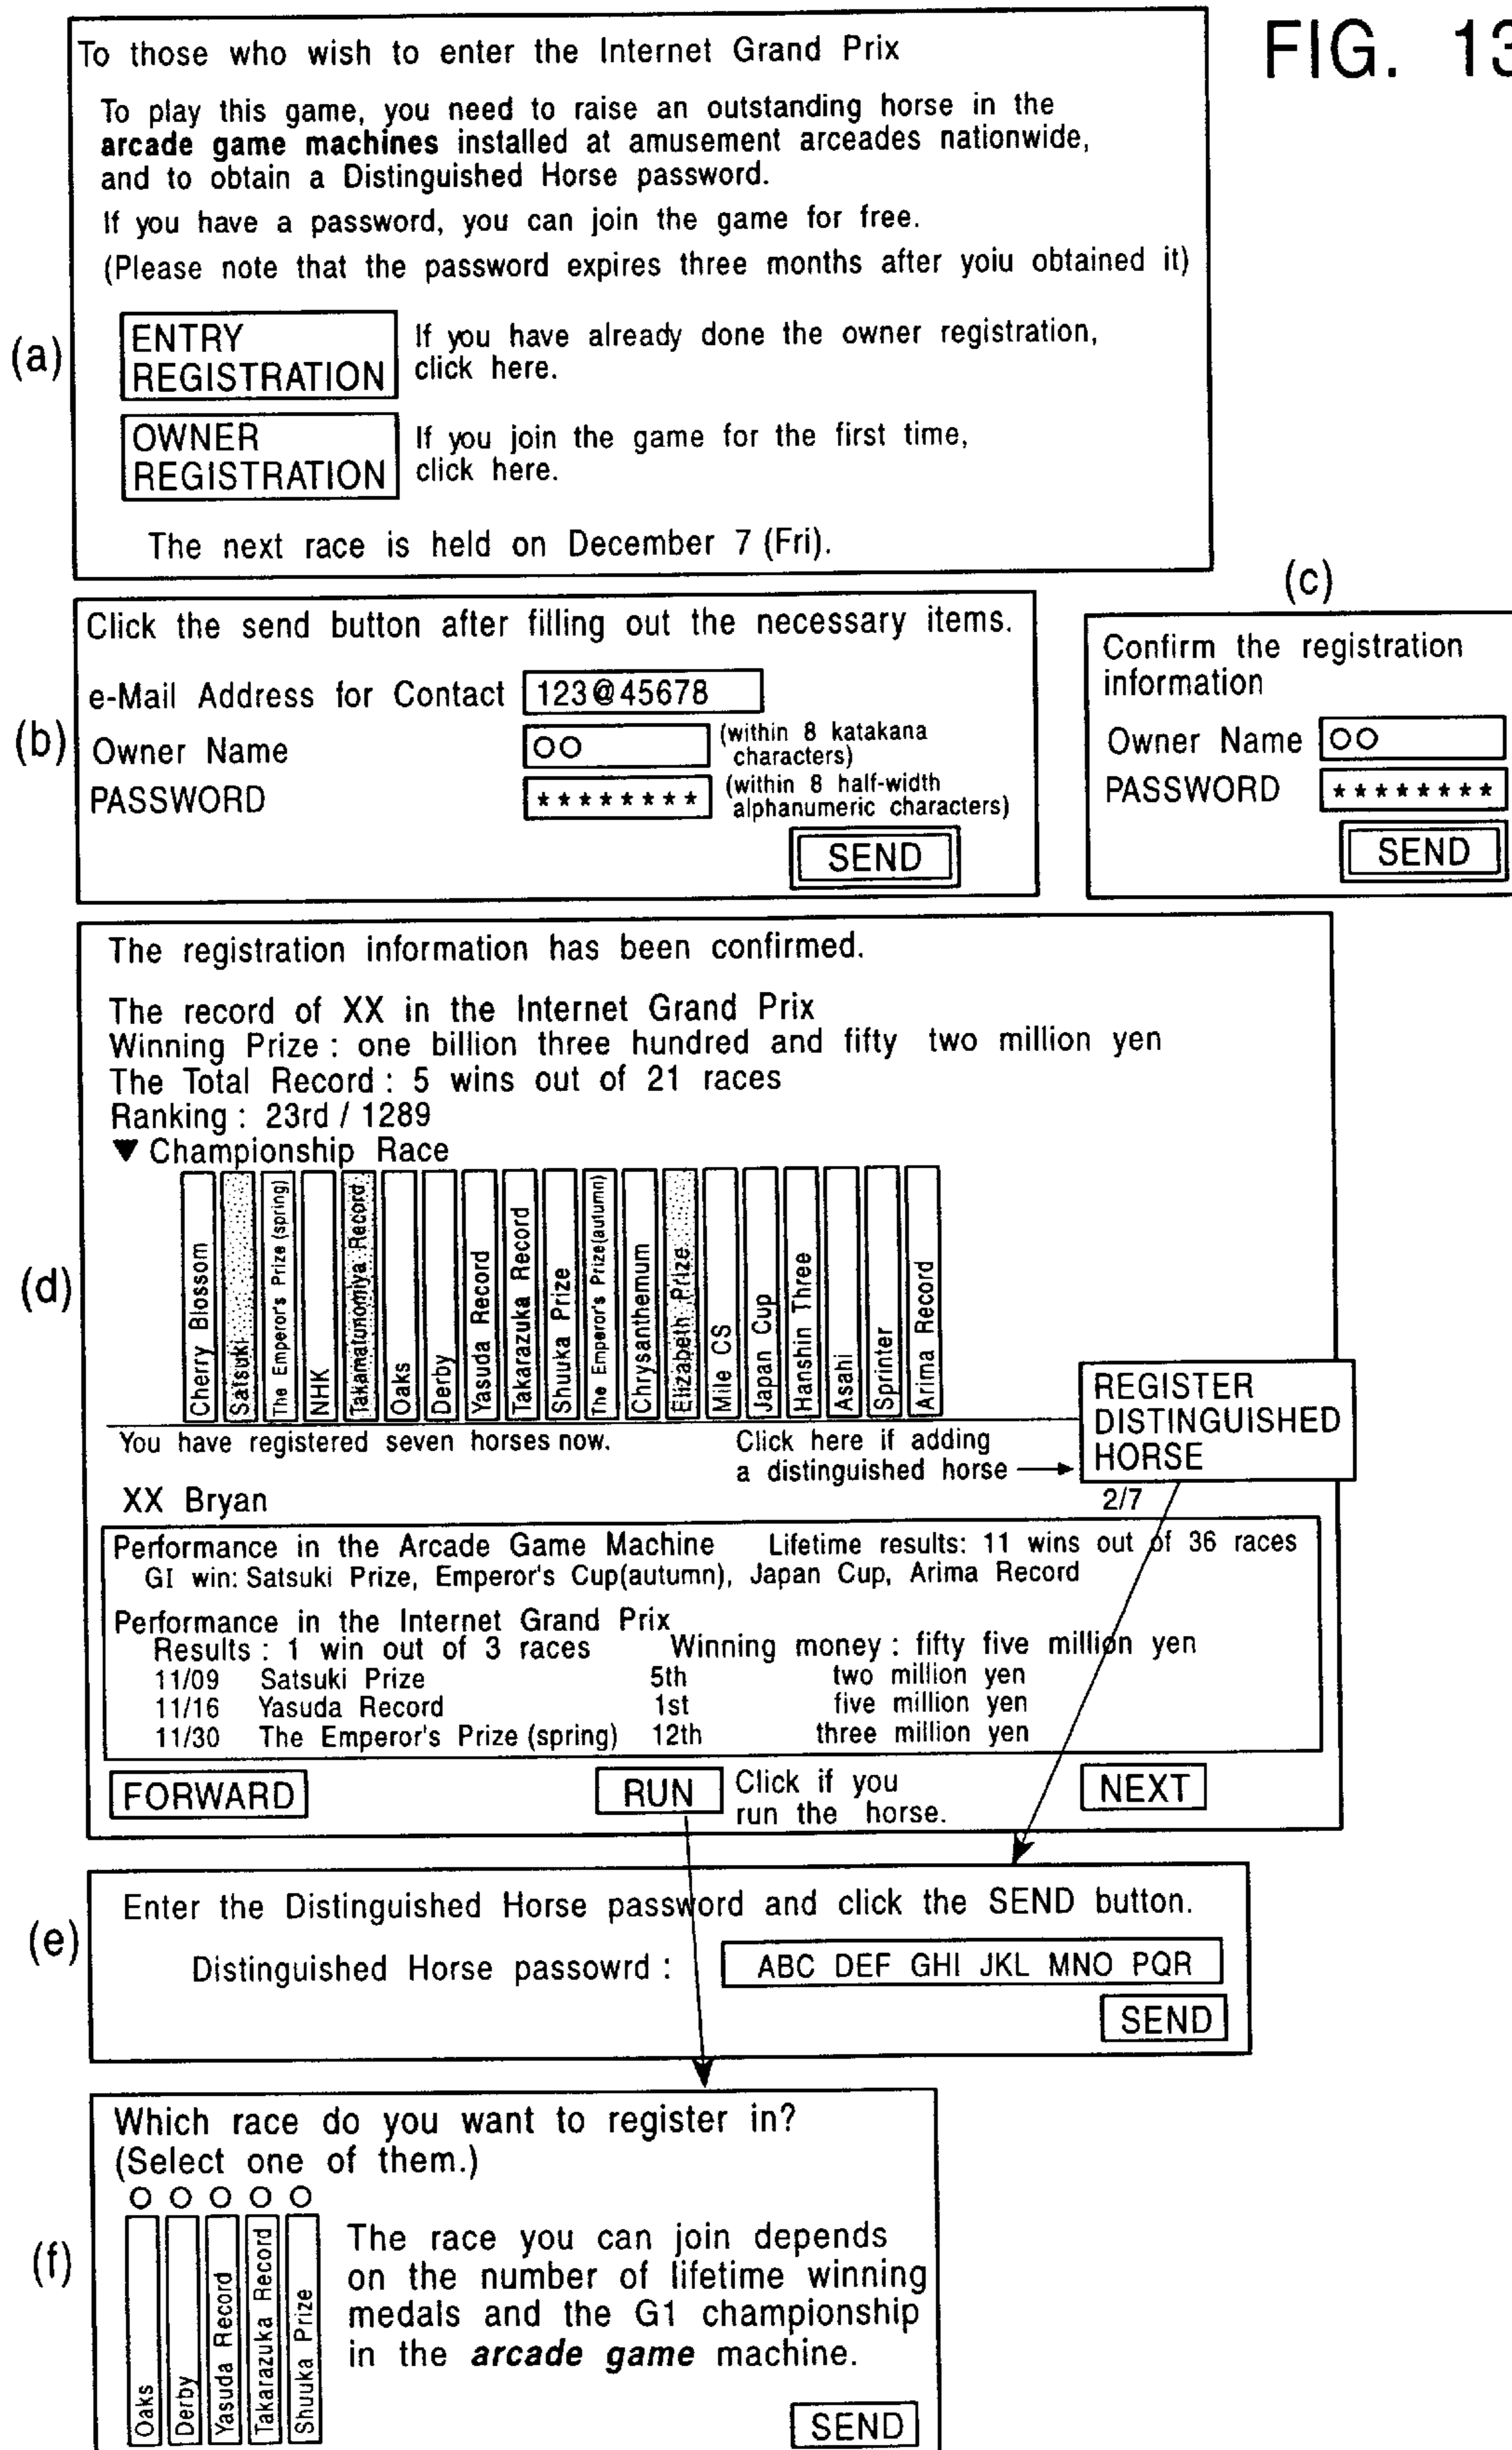 FIG. 13
(a)
To those who wish to enter the Internet Grand Prix
To play this game, you need to raise an outstanding horse in the
arcade game machines installed at amusement arceades nationwide,
and to obtain a Distinguished Horse password.
If you have a password, you can join the game for free.
(Please note that the password expires three months after yoiu obtained it)
ENTRY
REGISTRATION
If you have already done the owner registration,
click here.
OWNER
REGISTRATION
If you join the game for the first time,
click here.
The next race is held on December 7 (Fri).
(b)
Click the send button after filling out the necessary items.
e-Mail Address for Contact 123@45678
Owner Name OO (within 8 katakana
characters)
PASSWORD ******** (within 8 half-width
alphanumeric characters)
SEND
(c)
Confirm the registration
information
Owner Name OO
PASSWORD ********
SEND
(d)
The registration information has been confirmed.
The record of XX in the Internet Grand Prix
Winning Prize : one billion three hundred and fifty two million yen
The Total Record : 5 wins out of 21 races
Ranking : 23rd / 1289
▼ Championship Race
Cherry Blossom
Satsuki
The Emperor's Prize (spring)
NHK
Takamatunomiya Record
Oaks
Derby
Yasuda Record
Takarazuka Record
Shuuka Prize
The Emperor's Prize(autumn)
Chrysanthemum
Elizabeth Prize
Mile CS
Japan Cup
Hanshin Three
Asahi
Sprinter
Arima Record
You have registered seven horses now.
Click here if adding
a distinguished horse
REGISTER
DISTINGUISHED
HORSE
XX Bryan
2/7
Performance in the Arcade Game Machine Lifetime results: 11 wins out of 36 races
GI win: Satsuki Prize, Emperor's Cup(autumn), Japan Cup, Arima Record
Performance in the Internet Grand Prix
Results : 1 win out of 3 races Winning money : fifty five million yen
11/09 Satsuki Prize 5th two million yen
11/16 Yasuda Record 1st five million yen
11/30 The Emperor's Prize (spring) 12th three million yen
FORWARD
RUN
Click if you
run the horse.
NEXT
(e)
Enter the Distinguished Horse password and click the SEND button.
Distinguished Horse passowrd : ABC DEF GHI JKL MNO PQR
SEND
(f)
Which race do you want to register in?
(Select one of them.)
O O O O O
Oaks
Derby
Yasuda Record
Takarazuka Record
Shuuka Prize
The race you can join depends
on the number of lifetime winning
medals and the G1 championship
in the arcade game machine.
SEND